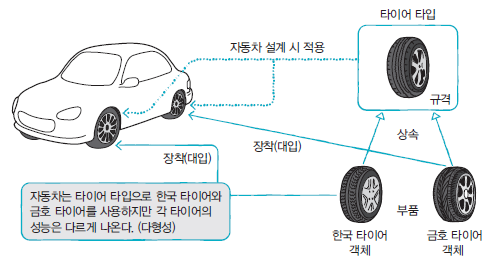 타이어 타입
자동차 설계 시 적용
규격
상속
장착(대입)
장착(대입)
자동차는 타이어 타입으로 한국 타이어와
금호 타이어를 사용하지만 각 타이어의
성능은 다르게 나온다. (다형성)
부품
한국 타이어
객체
금호 타이어
객체